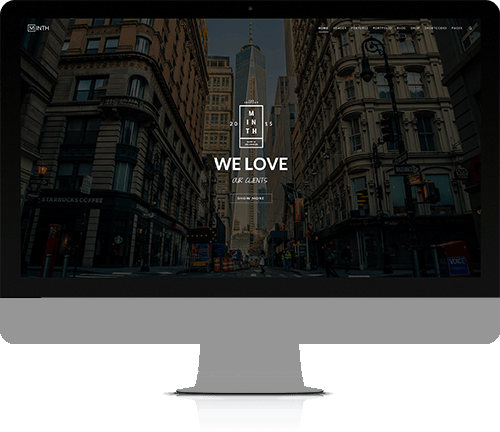 MINTH
HOME HEADERS FEATURES PORTFOLIO BLOG SHOP SHORTCODES PAGES
20 M 15
IN
TH
WE LOVE
OUR CLIENTS
SHOW MORE
STARBUCKS COFFEE